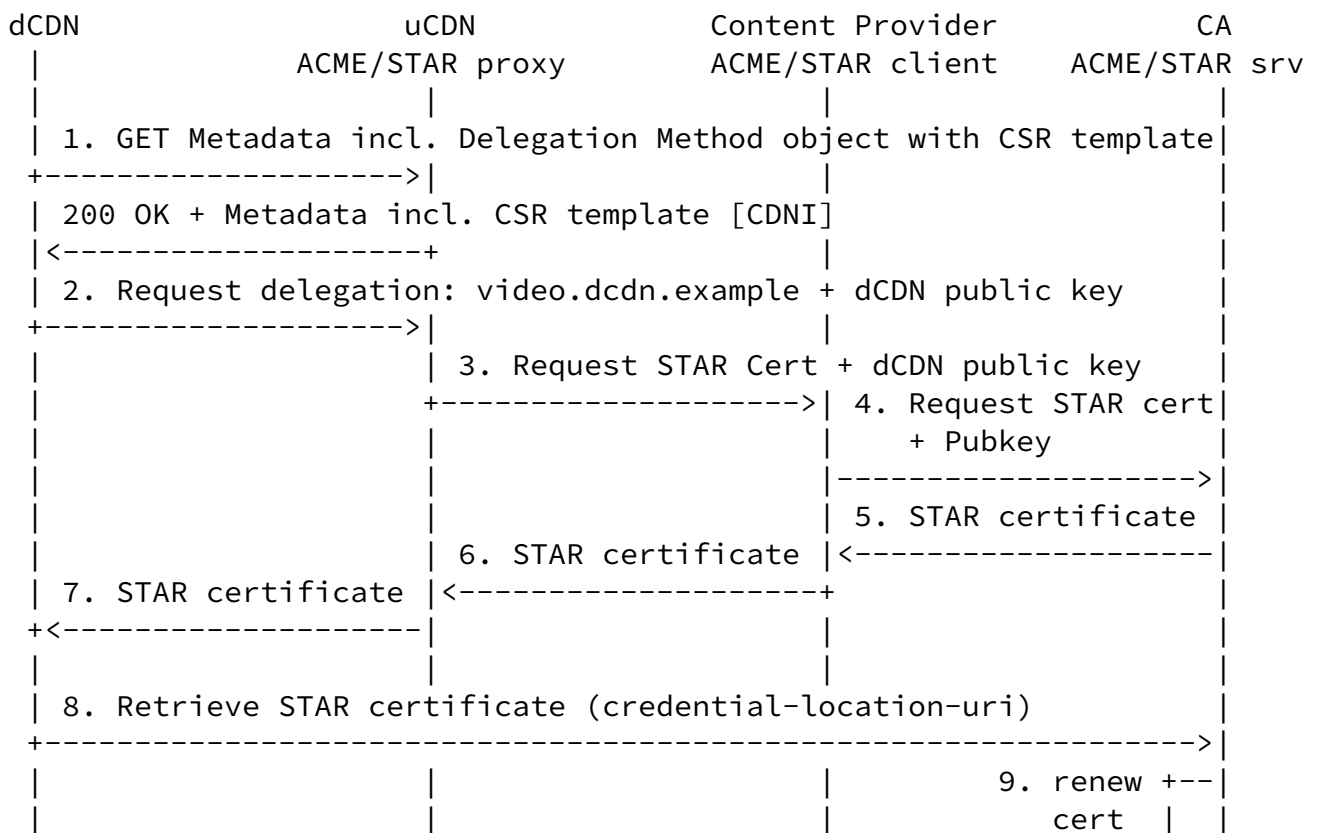 dCDN uCDN Content Provider CA
ACME/STAR proxy ACME/STAR client ACME/STAR srv
1. GET Metadata incl. Delegation Method object with CSR template
200 OK + Metadata incl. CSR template [CDNI]
2. Request delegation: video.dcdn.example + dCDN public key
3. Request STAR Cert + dCDN public key
4. Request STAR cert
+ Pubkey
5. STAR certificate
6. STAR certificate
7. STAR certificate
8. Retrieve STAR certificate (credential-location-uri)
9. renew
cert